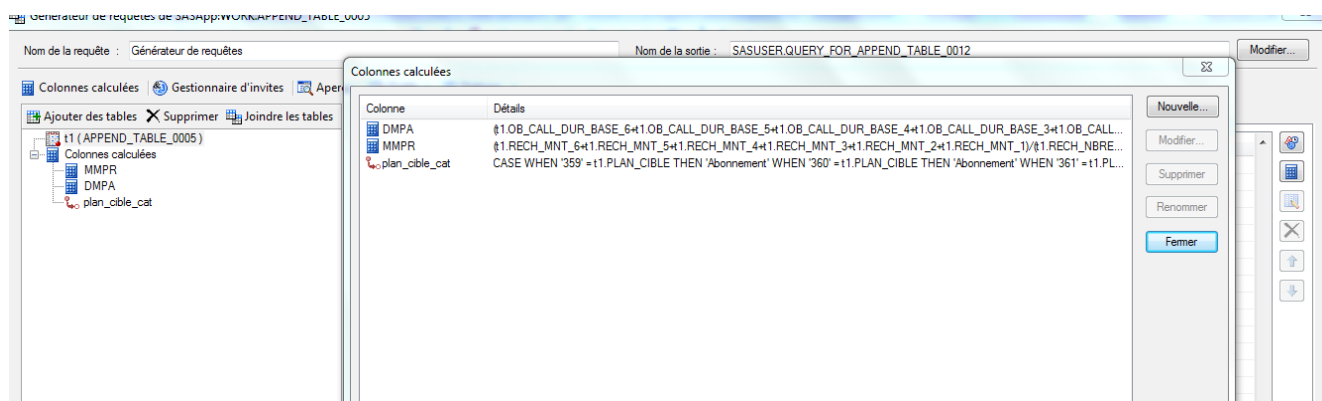 Générateur de requêtes de SASApp:WORK.APPEND_TABLE_0005
Nom de la requête : Générateur de requêtes Nom de la sortie : SASUSER.QUERY_FOR_APPEND_TABLE_0012 Modifier...
Colonnes calculées
Colonnes calculées Gestionnaire d'invites Aper
Ajouter des tables Supprimer Joindre les tables
t1 ( APPEND_TABLE_0005 )
Colonnes calculées
MMPR
DMPA
plan_cible_cat
Colonne Détails
DMPA (t1.OB_CALL_DUR_BASE_6+t1.OB_CALL_DUR_BASE_5+t1.OB_CALL_DUR_BASE_4+t1.OB_CALL_DUR_BASE_3+t1.OB_CALL...
MMPR (t1.RECH_MNT_6+t1.RECH_MNT_5+t1.RECH_MNT_4+t1.RECH_MNT_3+t1.RECH_MNT_2+t1.RECH_MNT_1)/(t1.RECH_NBRE...
plan_cible_cat CASE WHEN '359' =t1.PLAN_CIBLE THEN 'Abonnement' WHEN '360' =t1.PLAN_CIBLE THEN 'Abonnement' WHEN '361' =t1.PL...
Nouvelle...
Modifier...
Supprimer
Renommer
Fermer